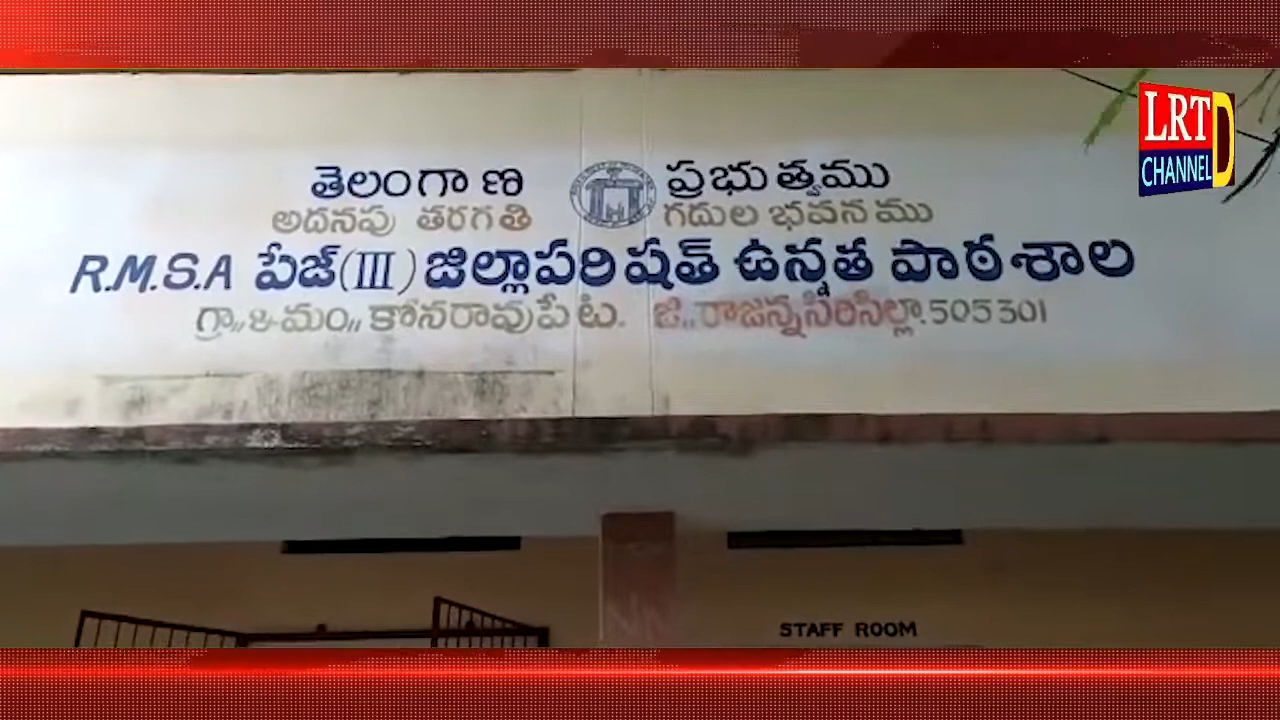 తెలంగాణ ప్రభుత్వము
అదనపు తరగతి గదుల భవనము
R.M.S.A పేజ్(III) జిల్లాపరిషత్ ఉన్నత పాఠశాల
గ్రా,,&మం,, కోనరావుపేట. జి,,రాజన్నసిరిసిల్లా.505301
STAFF ROOM
LRT
D
CHANNEL